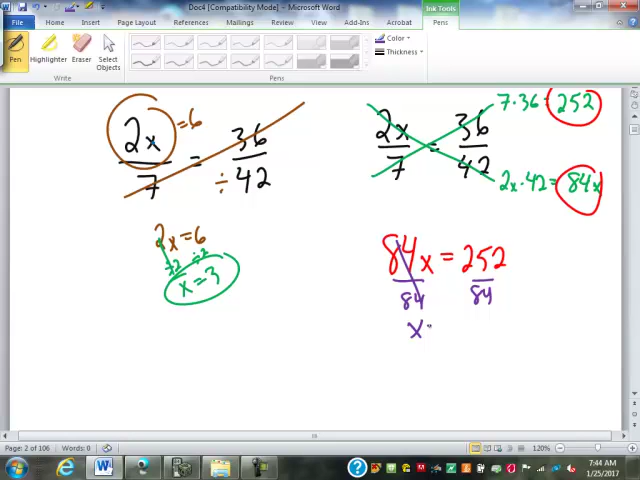 Doc4 [Compatibility Mode] - Microsoft Word
Ink Tools
File Home Insert Page Layout References Mailings Review View Add-Ins Acrobat Pens
Pen Highlighter Eraser Select Objects
Color
Thickness
Write Pens
2x = 6
2x/7 = 36/42
÷
2x = 6
÷2 ÷2
x = 3
7·36 = 252
2x/7 = 36/42
2x·42 = 84x
84x = 252
84 84
x
Page: 2 of 106 Words: 0 120%
7:44 AM
1/25/2017